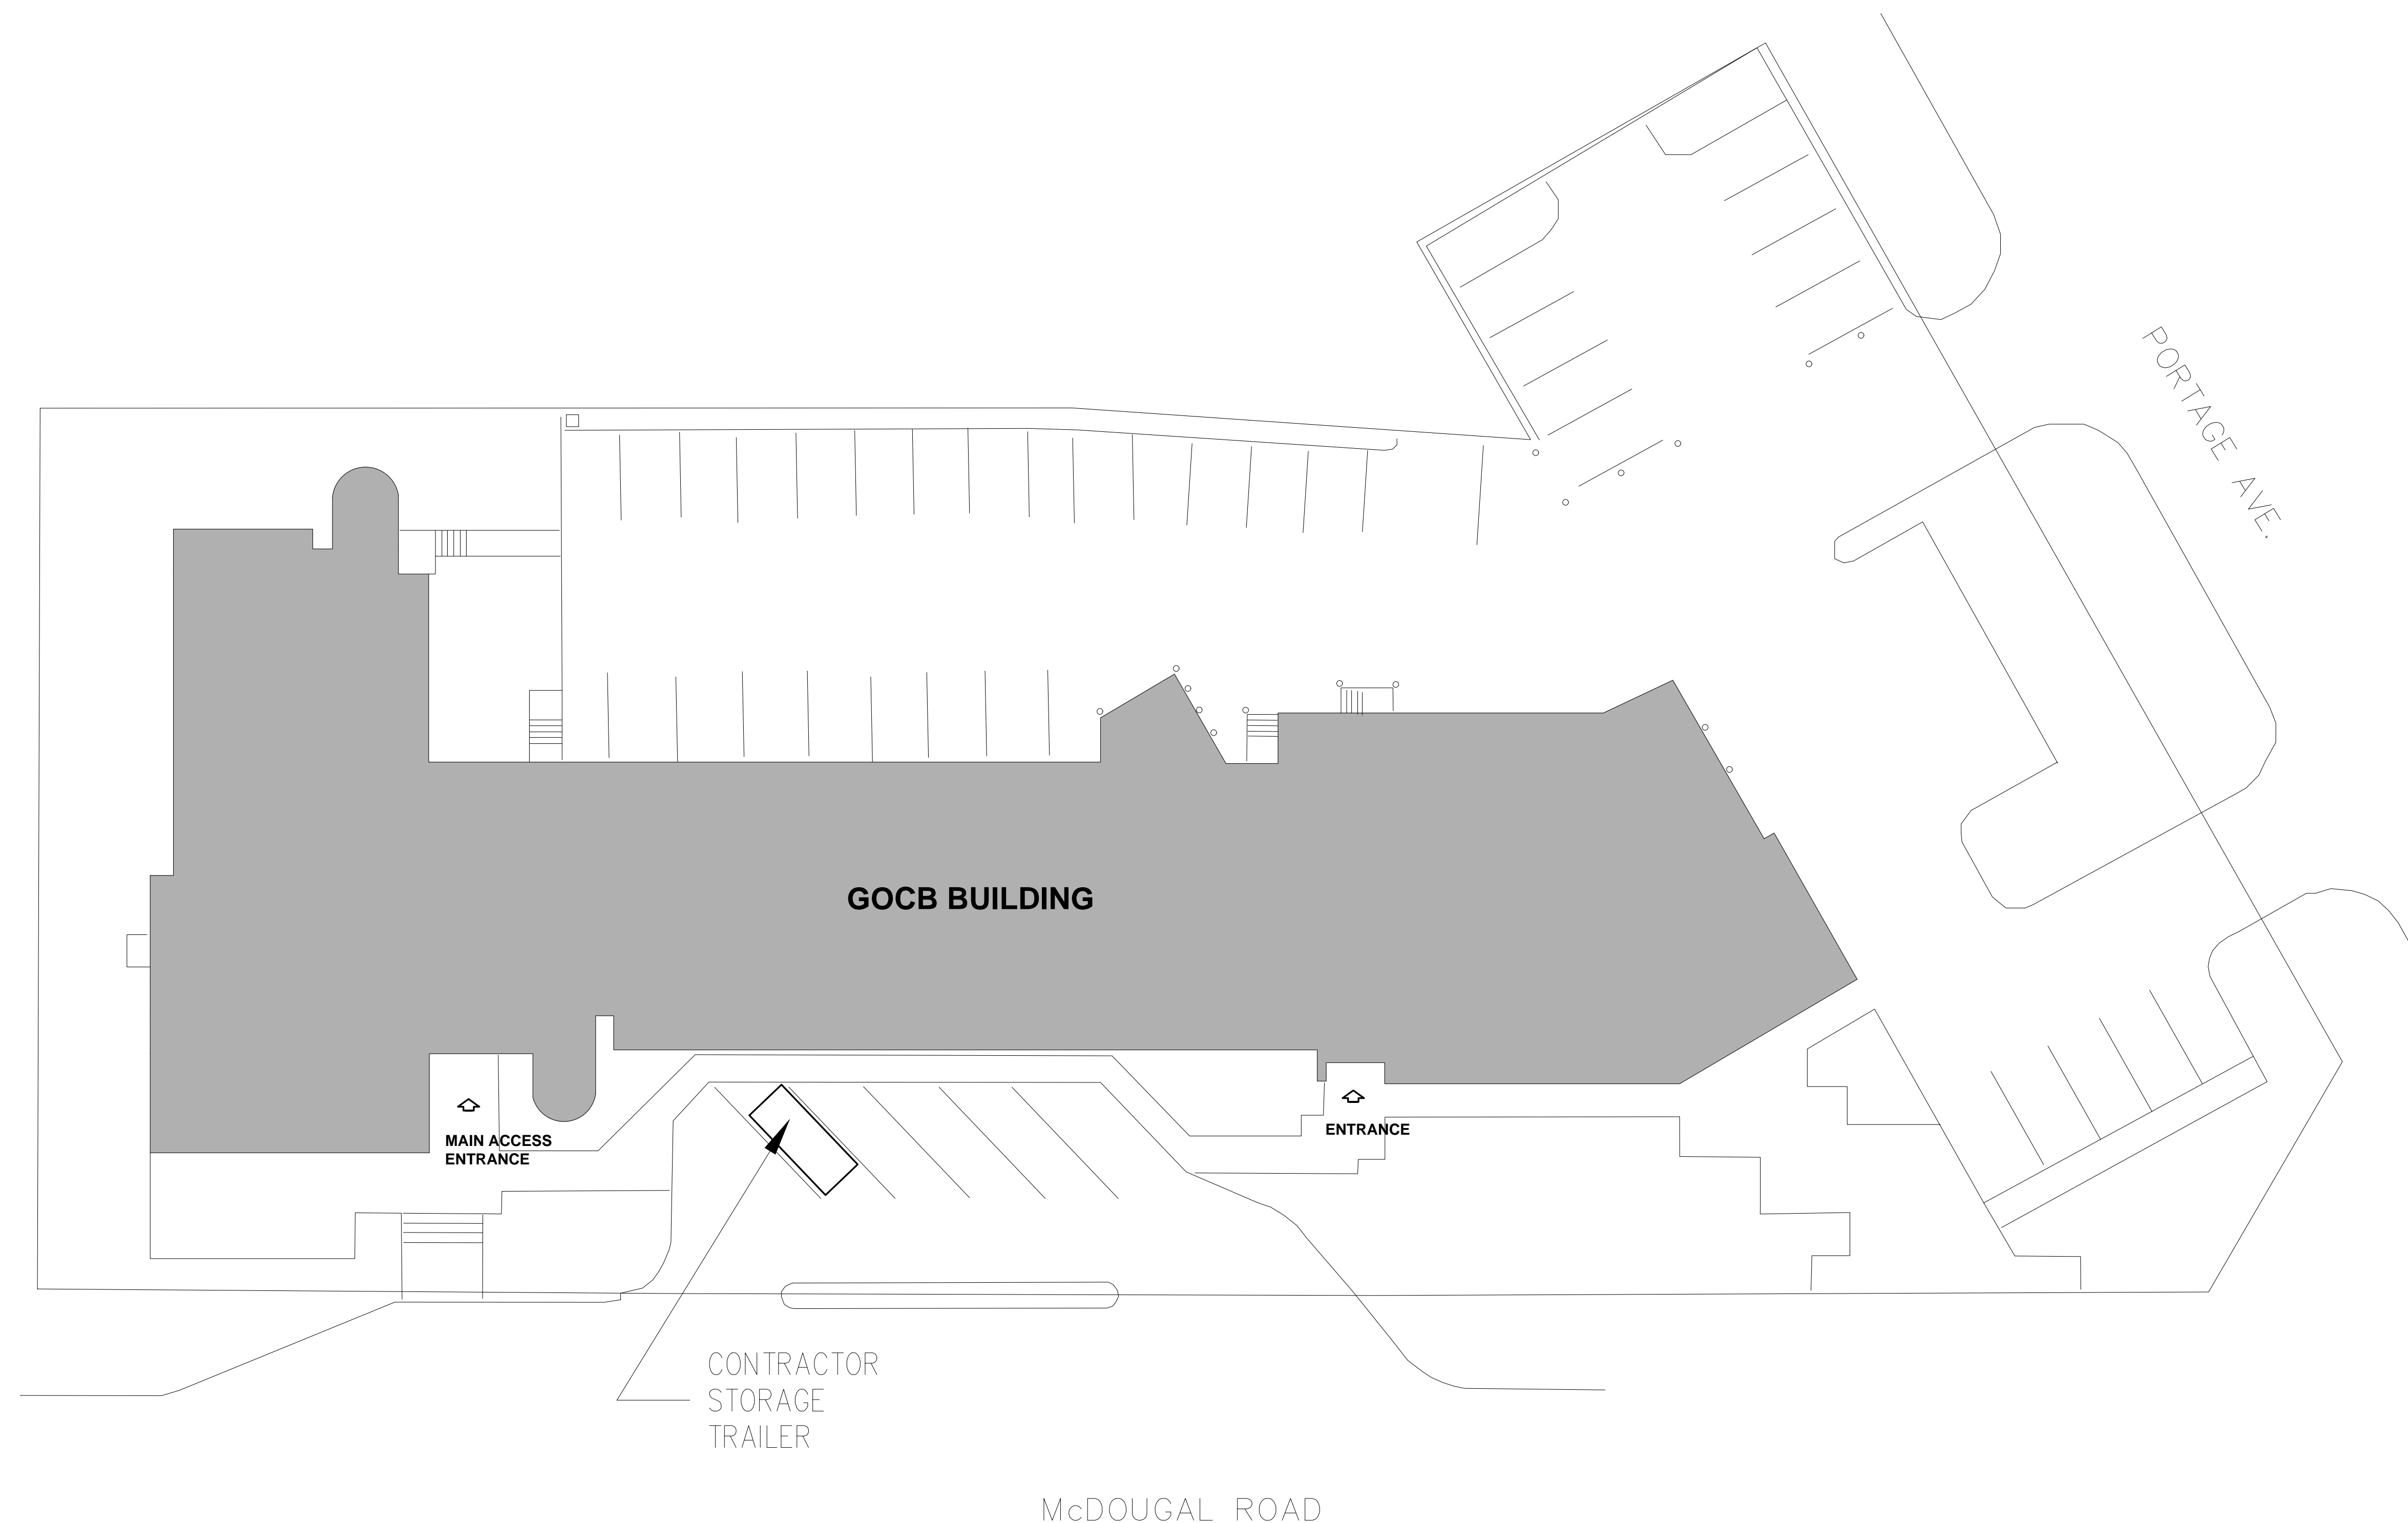 PORTAGE AVE.
GOCB BUILDING
MAIN ACCESS
ENTRANCE
ENTRANCE
CONTRACTOR
STORAGE
TRAILER
McDOUGAL ROAD